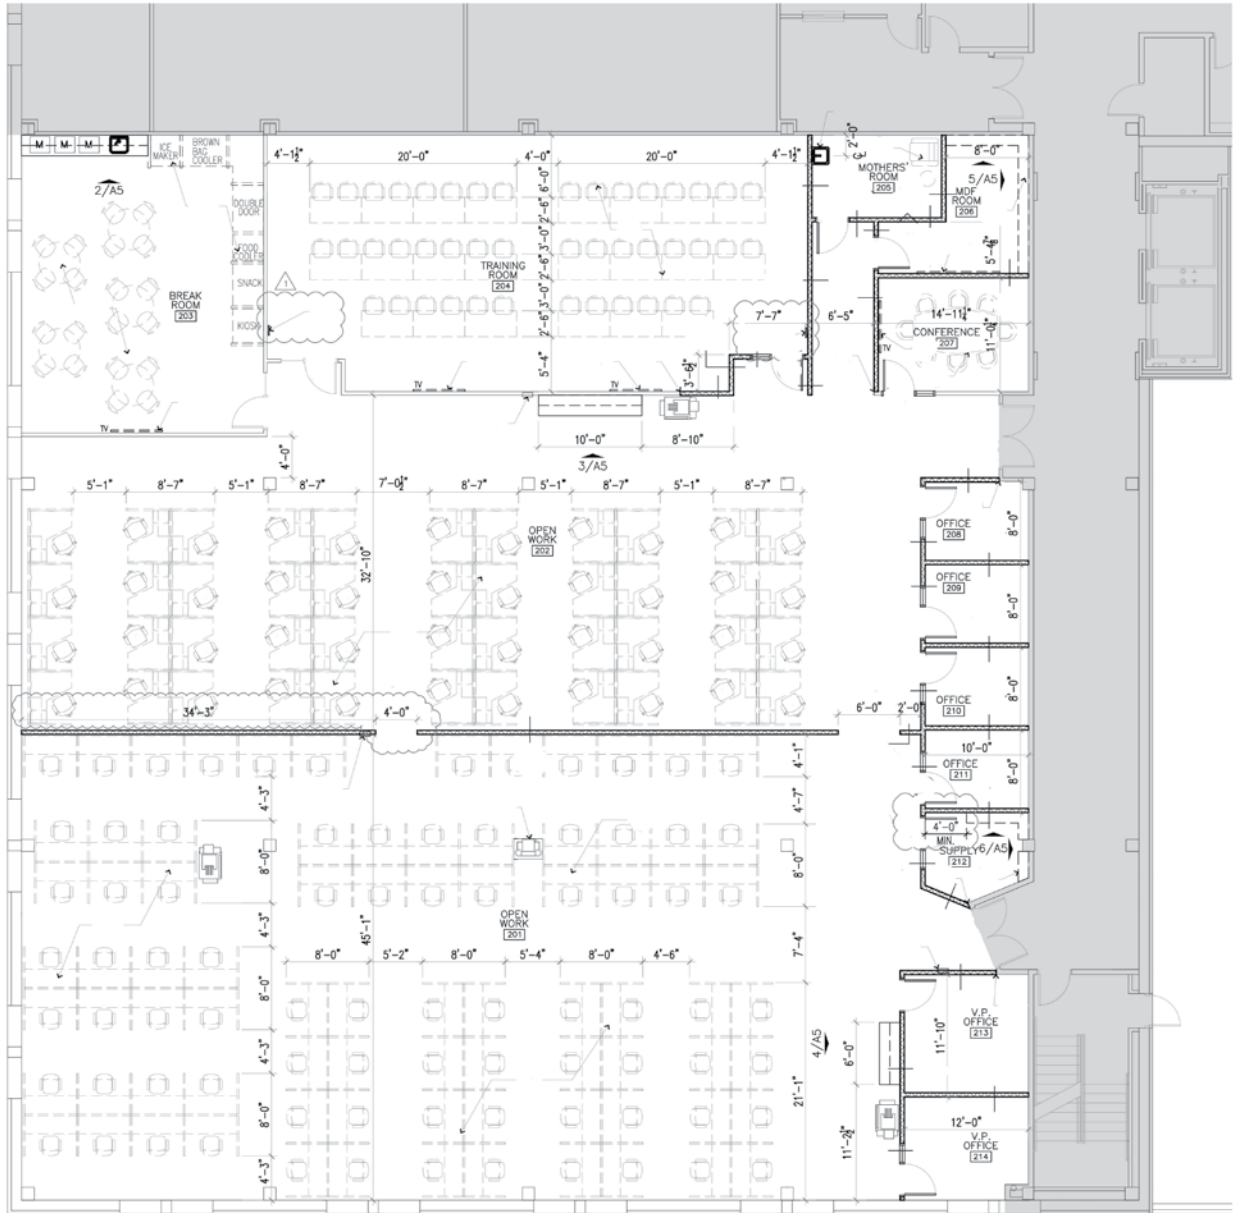 M M M
ICE
MAKER
BROWN
BAG
COOLER
2/A5
DOUBLE
DOOR
FOOD
COOLER
SNACK
KIOSK
BREAK
ROOM
203
TV
1
4'-1½"
20'-0"
4'-0"
20'-0"
4'-1½"
6'-0"
2'-6"
3'-0"
2'-6"
3'-0"
2'-6"
5'-4"
TRAINING
ROOM
204
TV
TV
7'-7"
3'-6½"
2'-0"
MOTHERS'
ROOM
205
8'-0"
5/A5
MDF
ROOM
206
5'-4⅞"
6'-5"
14'-11½"
CONFERENCE
207
TV
11'-0½"
10'-0"
8'-10"
3/A5
4'-0"
5'-1"
8'-7"
5'-1"
8'-7"
7'-0½"
8'-7"
5'-1"
8'-7"
5'-1"
8'-7"
OPEN
WORK
202
32'-10"
OFFICE
208
8'-0"
OFFICE
209
8'-0"
OFFICE
210
8'-0"
34'-3"
4'-0"
6'-0"
2'-0"
10'-0"
OFFICE
211
8'-0"
4'-1"
4'-3"
4'-7"
4'-0"
MIN.
SUPPLY
212
6/A5
8'-0"
8'-0"
OPEN
WORK
201
45'-1"
4'-3"
7'-4"
8'-0"
5'-2"
8'-0"
5'-4"
8'-0"
4'-6"
8'-0"
4'-3"
8'-0"
4'-3"
21'-1"
4/A5
6'-0"
11'-2½"
V.P.
OFFICE
213
11'-10"
12'-0"
V.P.
OFFICE
214